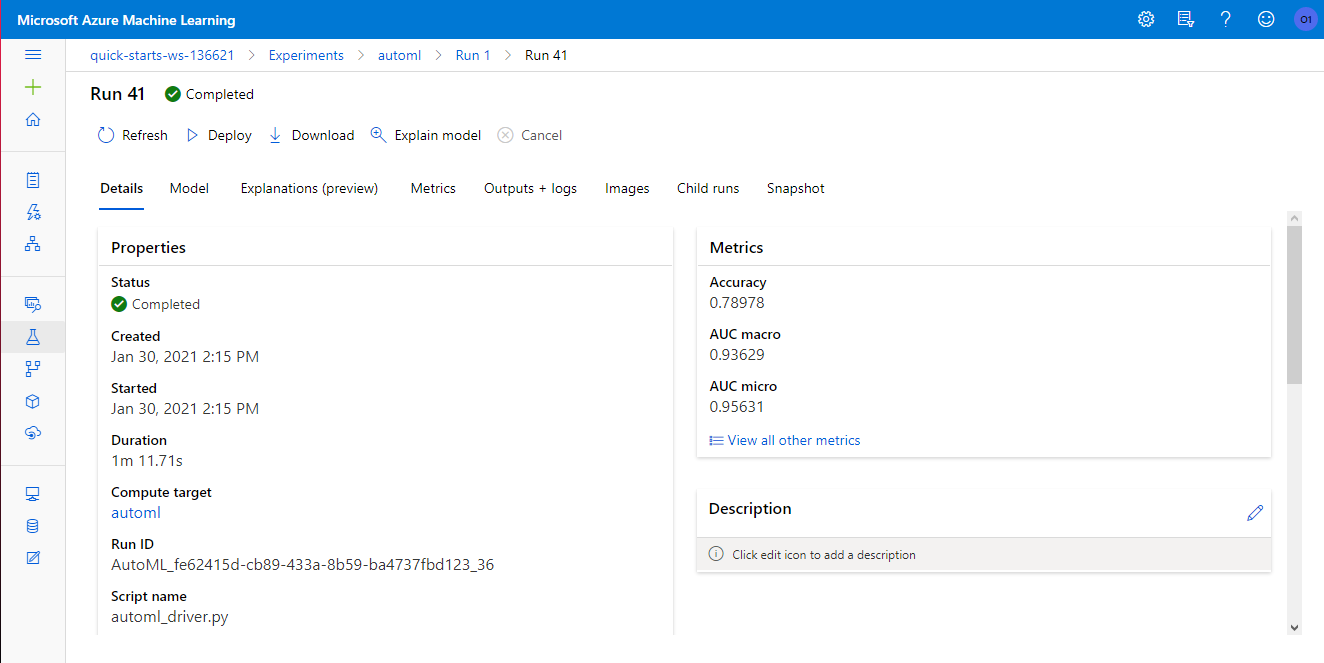 Microsoft Azure Machine Learning
?
O1
quick-starts-ws-136621 > Experiments > automl > Run 1 > Run 41
Run 41 Completed
Refresh Deploy Download Explain model Cancel
Details Model Explanations (preview) Metrics Outputs + logs Images Child runs Snapshot
Properties
Status
Completed
Created
Jan 30, 2021 2:15 PM
Started
Jan 30, 2021 2:15 PM
Duration
1m 11.71s
Compute target
automl
Run ID
AutoML_fe62415d-cb89-433a-8b59-ba4737fbd123_36
Script name
automl_driver.py
Metrics
Accuracy
0.78978
AUC macro
0.93629
AUC micro
0.95631
View all other metrics
Description
Click edit icon to add a description